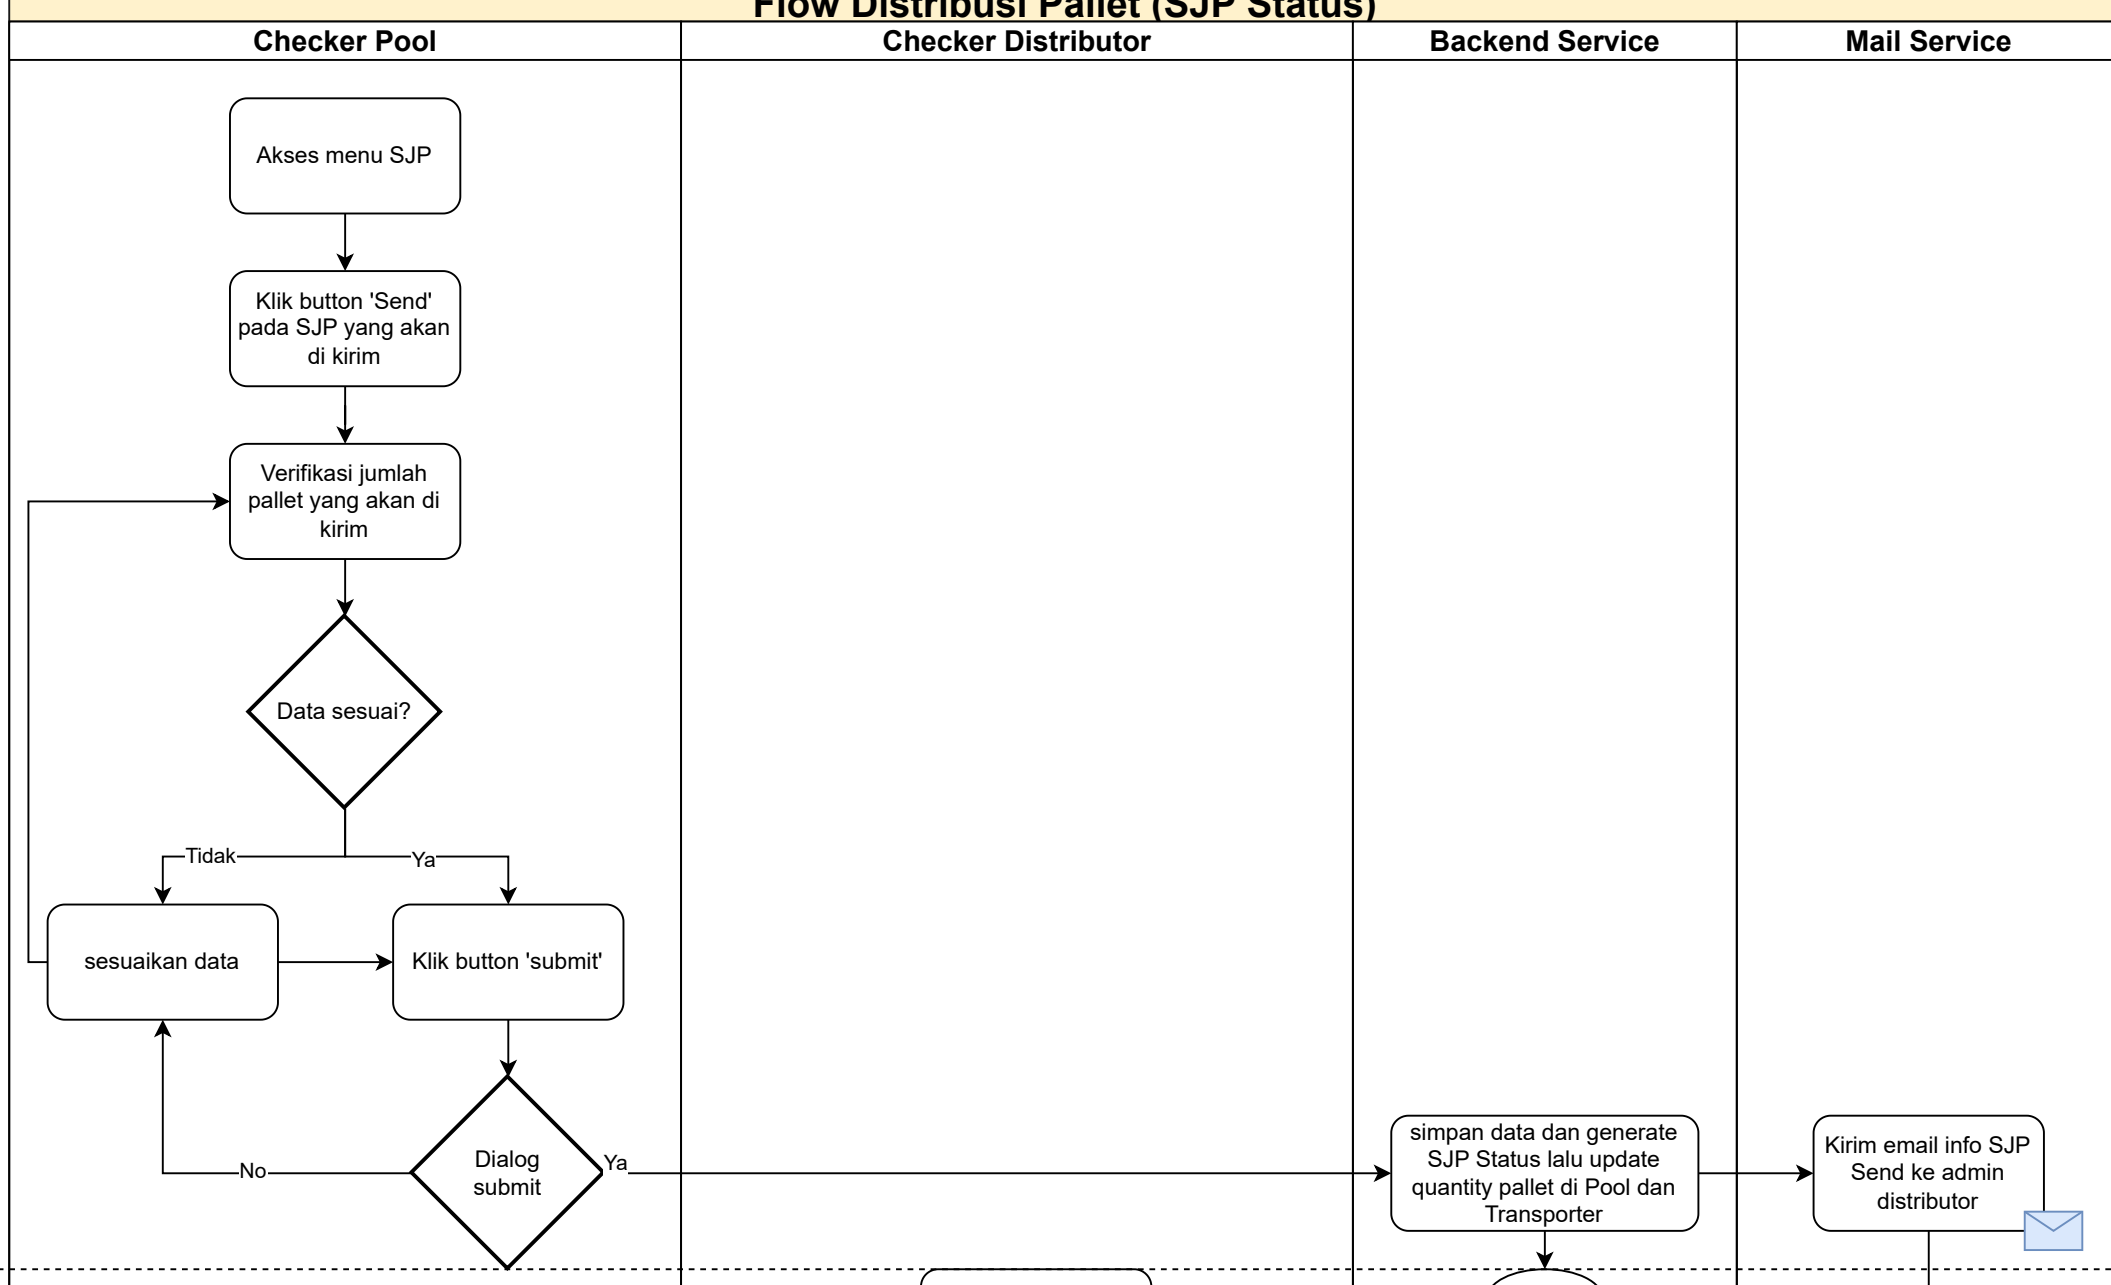 Flow Distribusi Pallet (SJP Status)
Checker Pool
Checker Distributor
Backend Service
Mail Service
Akses menu SJP
Klik button 'Send'
pada SJP yang akan
di kirim
Verifikasi jumlah
pallet yang akan di
kirim
Data sesuai?
Tidak
Ya
sesuaikan data
Klik button 'submit'
Dialog
submit
No
Ya
simpan data dan generate
SJP Status lalu update
quantity pallet di Pool dan
Transporter
Kirim email info SJP
Send ke admin
distributor